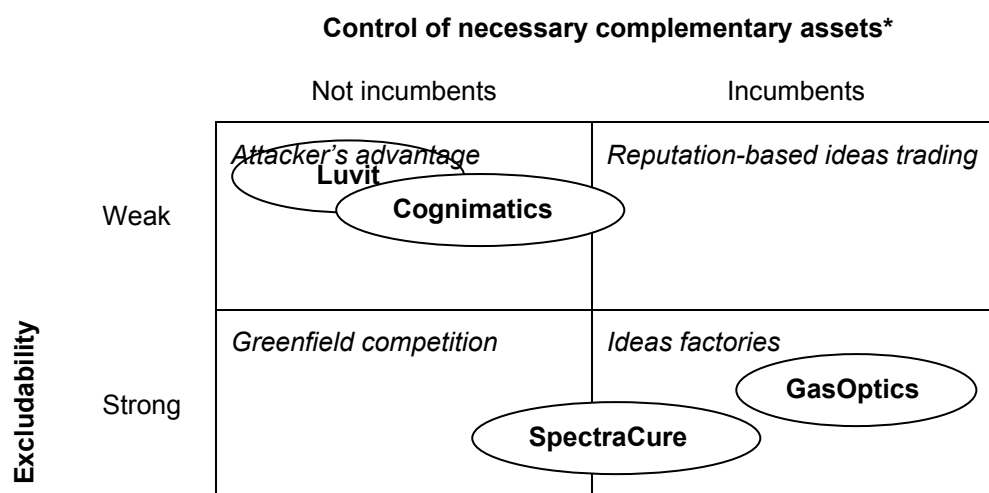 Control of necessary complementary assets*
Not incumbents
Incumbents
Attacker's advantage
Reputation-based ideas trading
Luvit
Cognimatics
Weak
Greenfield competition
Ideas factories
GasOptics
Strong
SpectraCure
Excludability